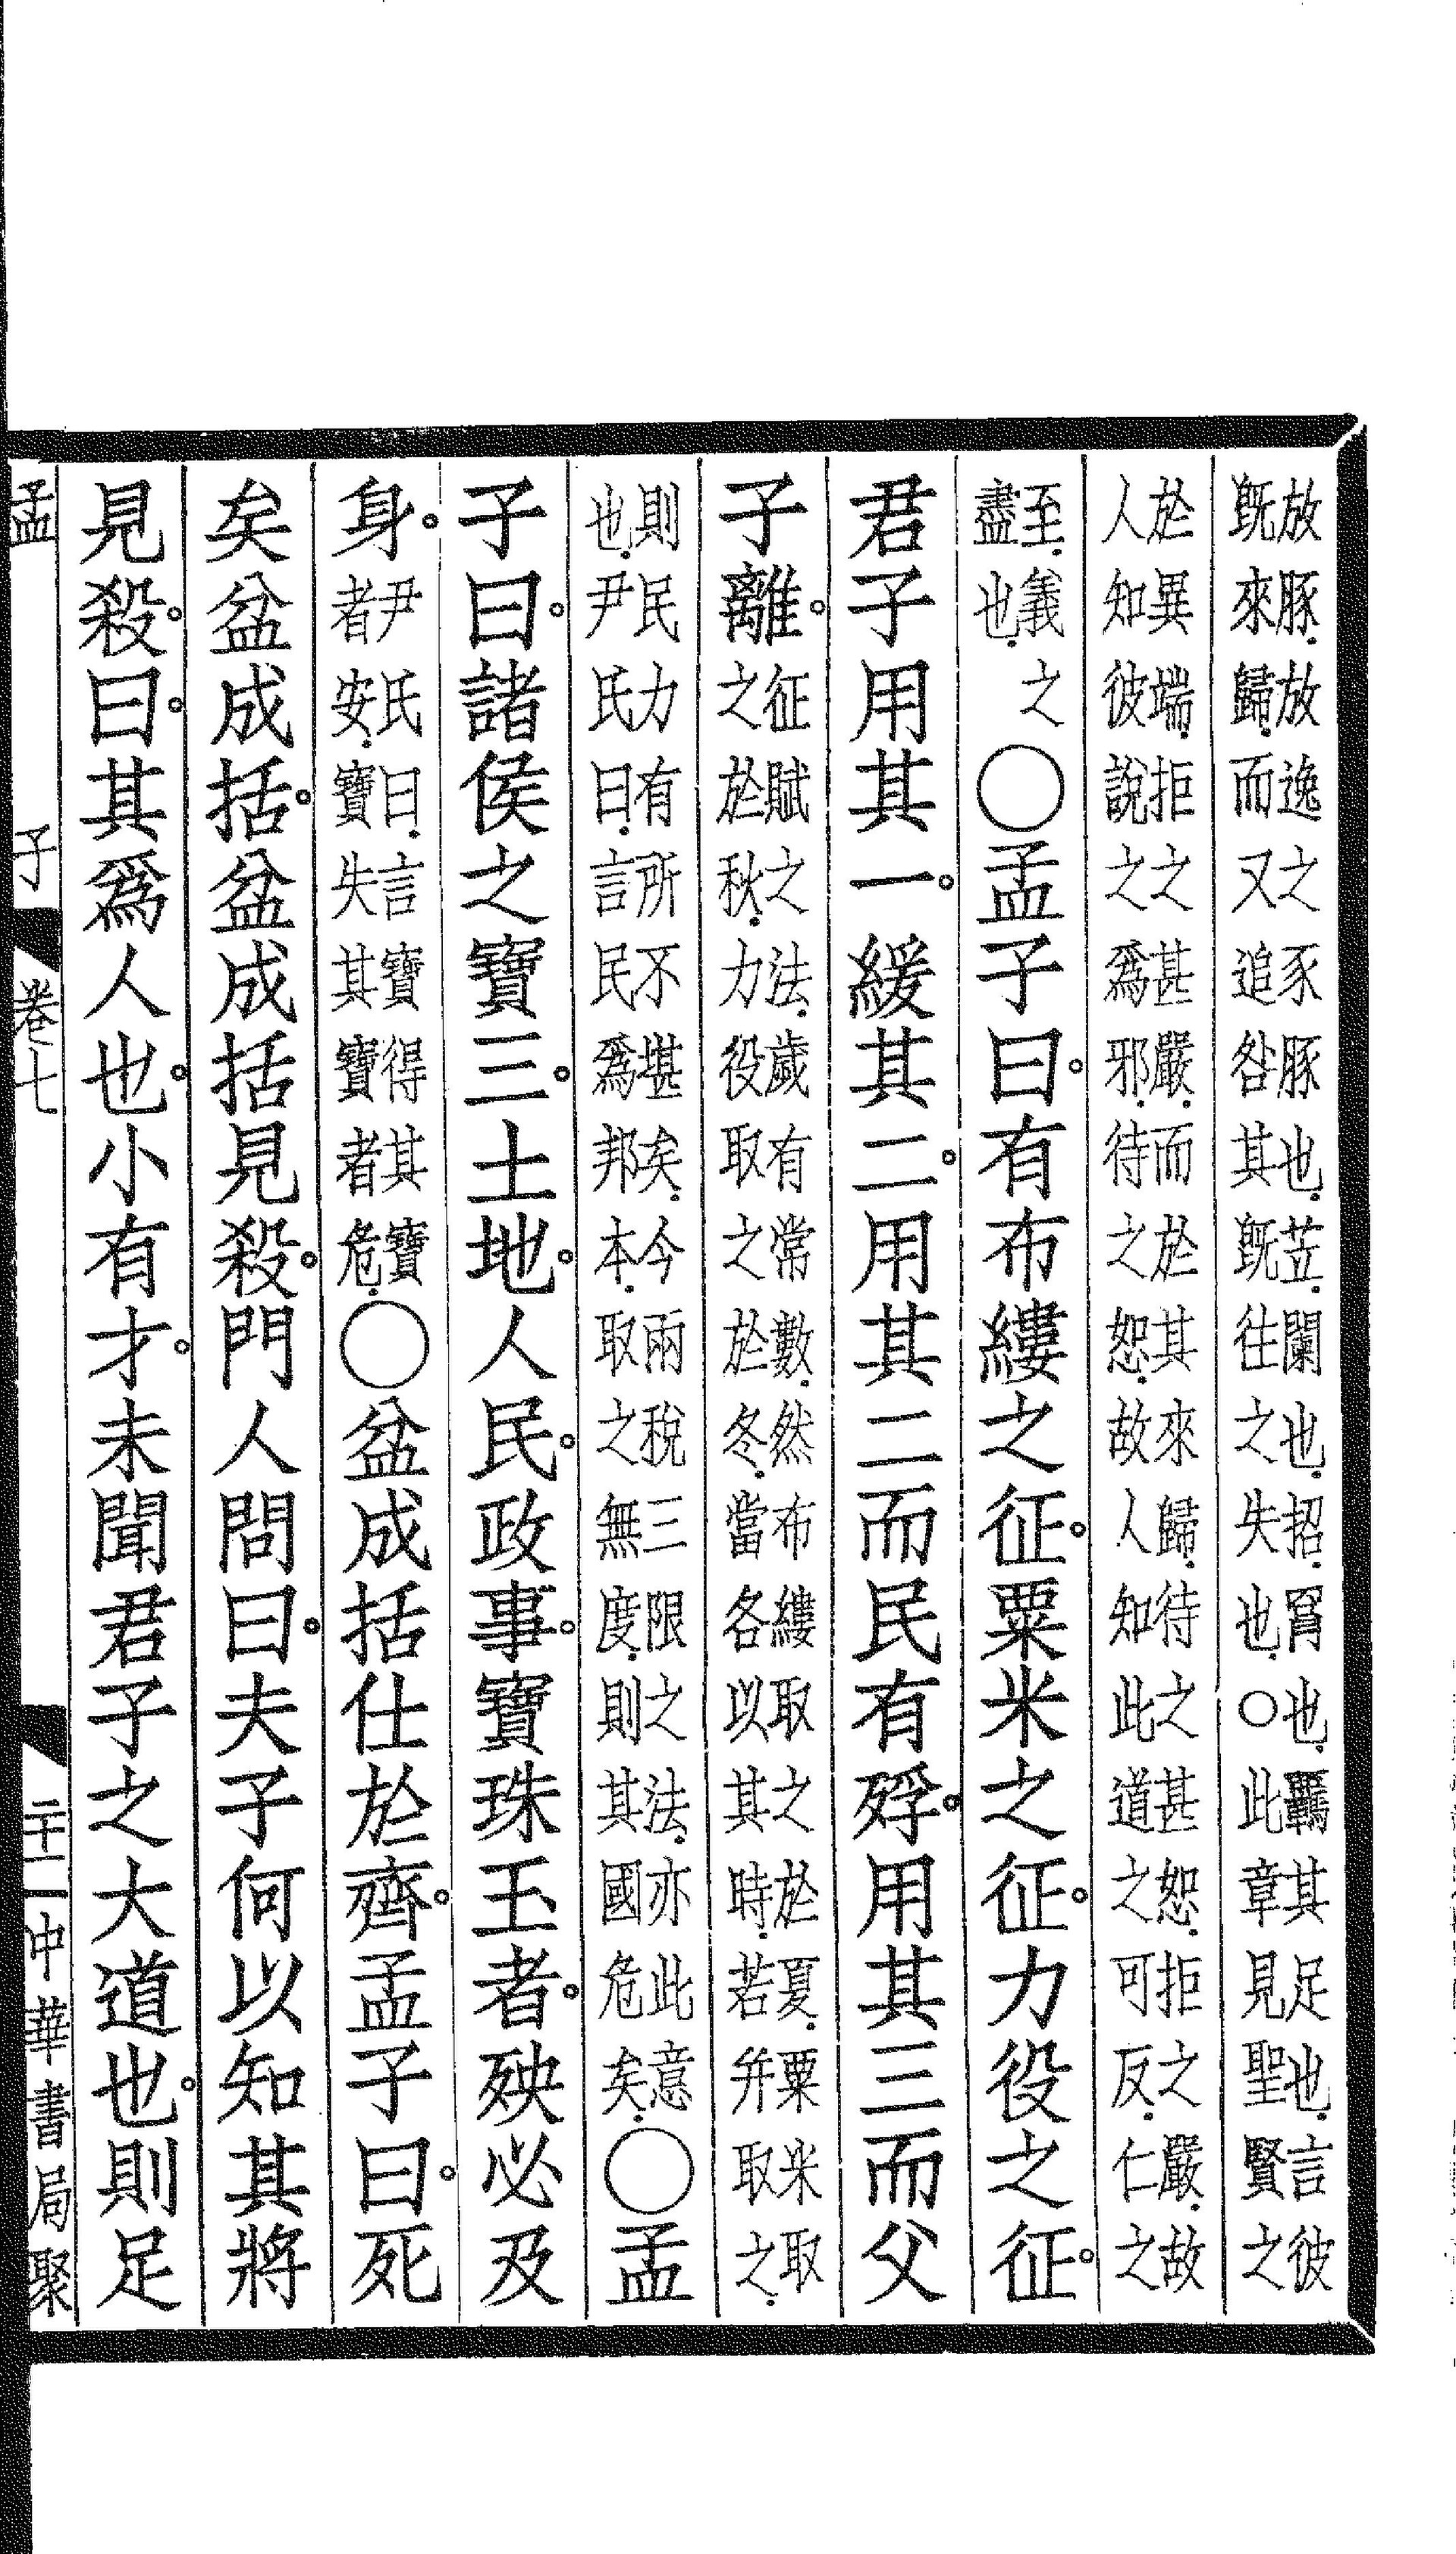 放豚、放逸之豕豚也、苙、闌也、招、罥也、羈其足也、言彼
旣來歸、而又追咎其旣往之失也、○此章見聖賢之
於異端、拒之甚嚴、而於其來歸、待之甚恕、拒之嚴、故
人知彼說之爲邪、待之恕、故人知此道之可反、仁之
至、義之
盡也、
○孟子曰。有布縷之征。粟米之征。力役之征。
君子用其一。緩其二。用其二而民有殍。用其三而父
子離。
征賦之法、歲有常數、然布縷取之於夏、粟米取
之於秋、力役取之於冬、當各以其時、若幷取之、
則民力有所不堪矣、今兩稅三限之法、亦此意
也、尹氏曰、言民爲邦本、取之無度、則其國危矣、
○孟
子曰。諸侯之寶三。土地。人民。政事。寶珠玉者。殃必及
身。
尹氏曰、言寶得其寶
者安、寶失其寶者危、
○盆成括仕於齊。孟子曰。死
矣盆成括。盆成括見殺。門人問曰。夫子何以知其將
見殺。曰。其爲人也。小有才。未聞君子之大道也。則足
孟子 卷七 二十二 中華書局聚